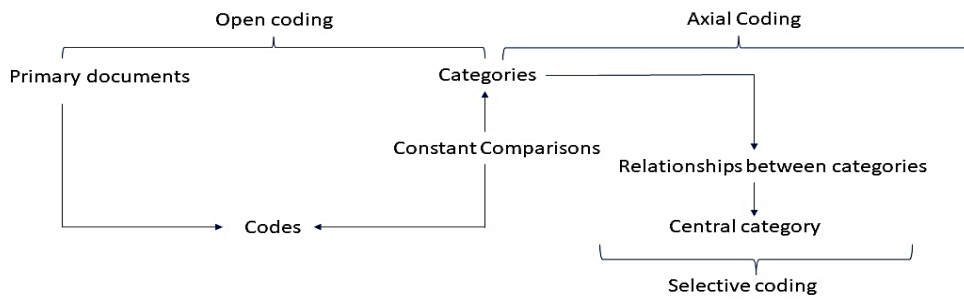 Open coding
Axial Coding
Primary documents
Categories
Constant Comparisons
Relationships between categories
Codes
Central category
Selective coding